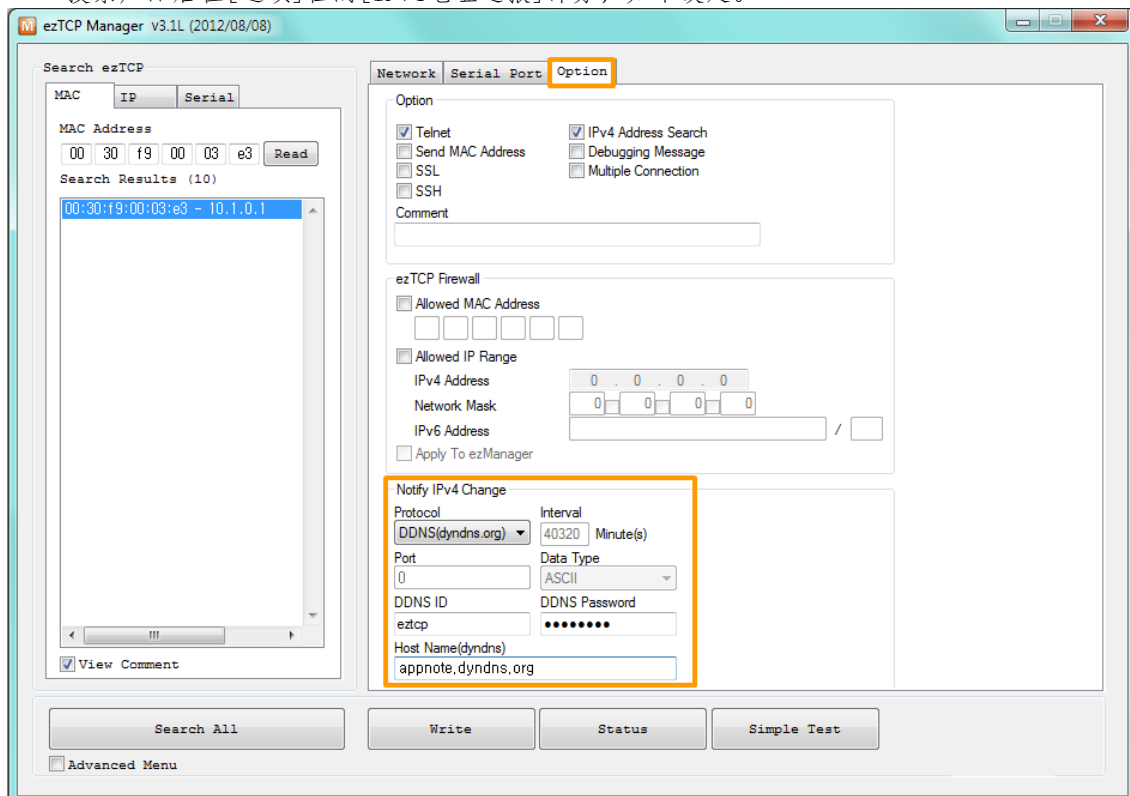 ezTCP Manager v3.1L (2012/08/08)
Search ezTCP
MAC IP Serial
MAC Address
00 30 f9 00 03 e3 Read
Search Results (10)
00:30:f9:00:03:e3 - 10.1.0.1
View Comment
Network Serial Port Option
Option
Telnet IPv4 Address Search
Send MAC Address Debugging Message
SSL Multiple Connection
SSH
Comment
ezTCP Firewall
Allowed MAC Address
Allowed IP Range
IPv4 Address 0 . 0 . 0 . 0
Network Mask 0 0 0 0
IPv6 Address /
Apply To ezManager
Notify IPv4 Change
Protocol Interval
DDNS(dyndns.org) 40320 Minute(s)
Port Data Type
0 ASCII
DDNS ID DDNS Password
eztcp ●●●●●●●●
Host Name(dyndns)
appnote.dyndns.org
Search All Write Status Simple Test
Advanced Menu